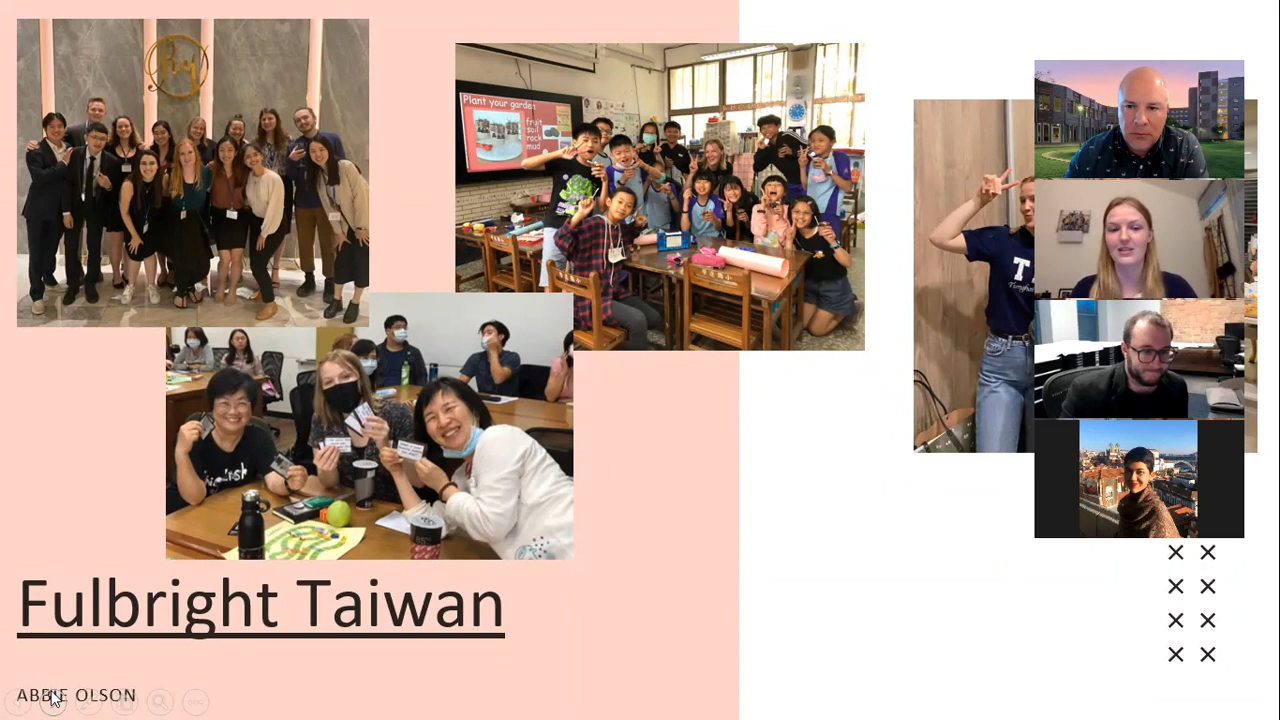 Plant your garden
fruit
soil
rock
mud
T
Fulbright Taiwan
ABBIE OLSON